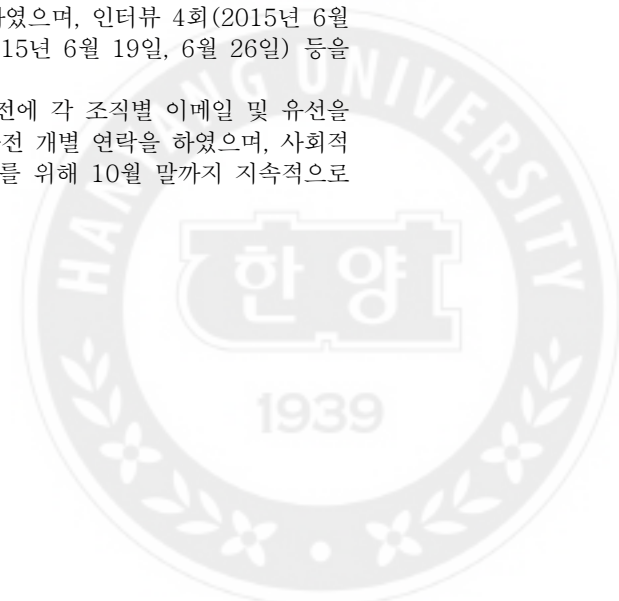 하였으며, 인터뷰 4회(2015년 6월
15년 6월 19일, 6월 26일) 등을
전에 각 조직별 이메일 및 유선을
전 개별 연락을 하였으며, 사회적
를 위해 10월 말까지 지속적으로
HANYANG UNIVERSITY
한양
1939